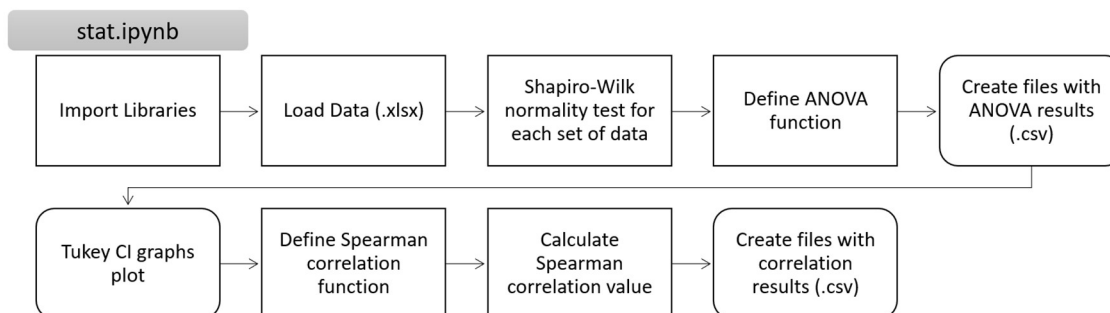 stat.ipynb
Import Libraries
Load Data (.xlsx)
Shapiro-Wilk
normality test for
each set of data
Define ANOVA
function
Create files with
ANOVA results
(.csv)
Tukey CI graphs
plot
Define Spearman
correlation
function
Calculate
Spearman
correlation value
Create files with
correlation
results (.csv)